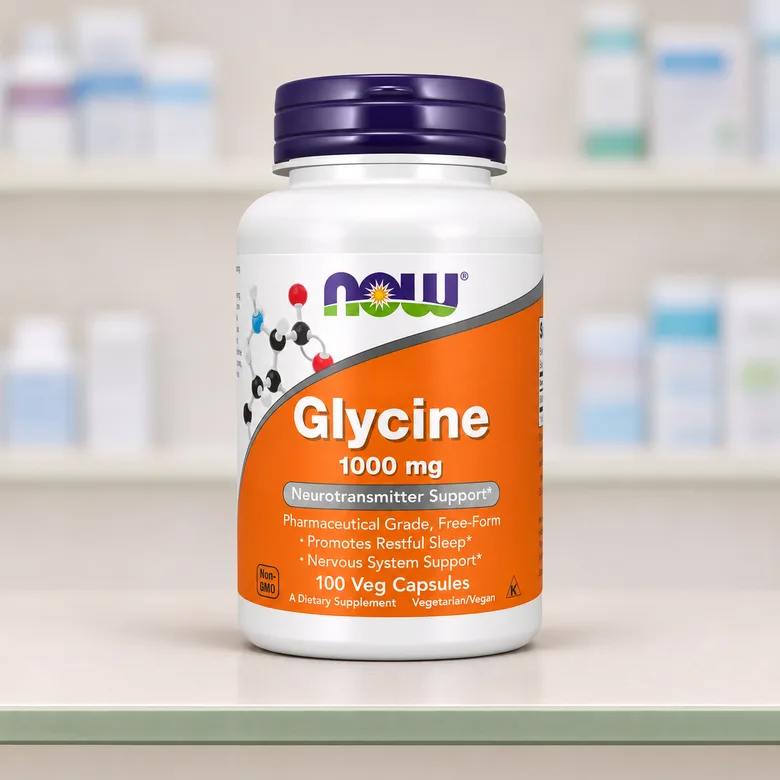 now®
Glycine
1000 mg
Neurotransmitter Support*
Pharmaceutical Grade, Free-Form
• Promotes Restful Sleep*
• Nervous System Support*
100 Veg Capsules
Non-
GMO
A Dietary Supplement Vegetarian/Vegan
K